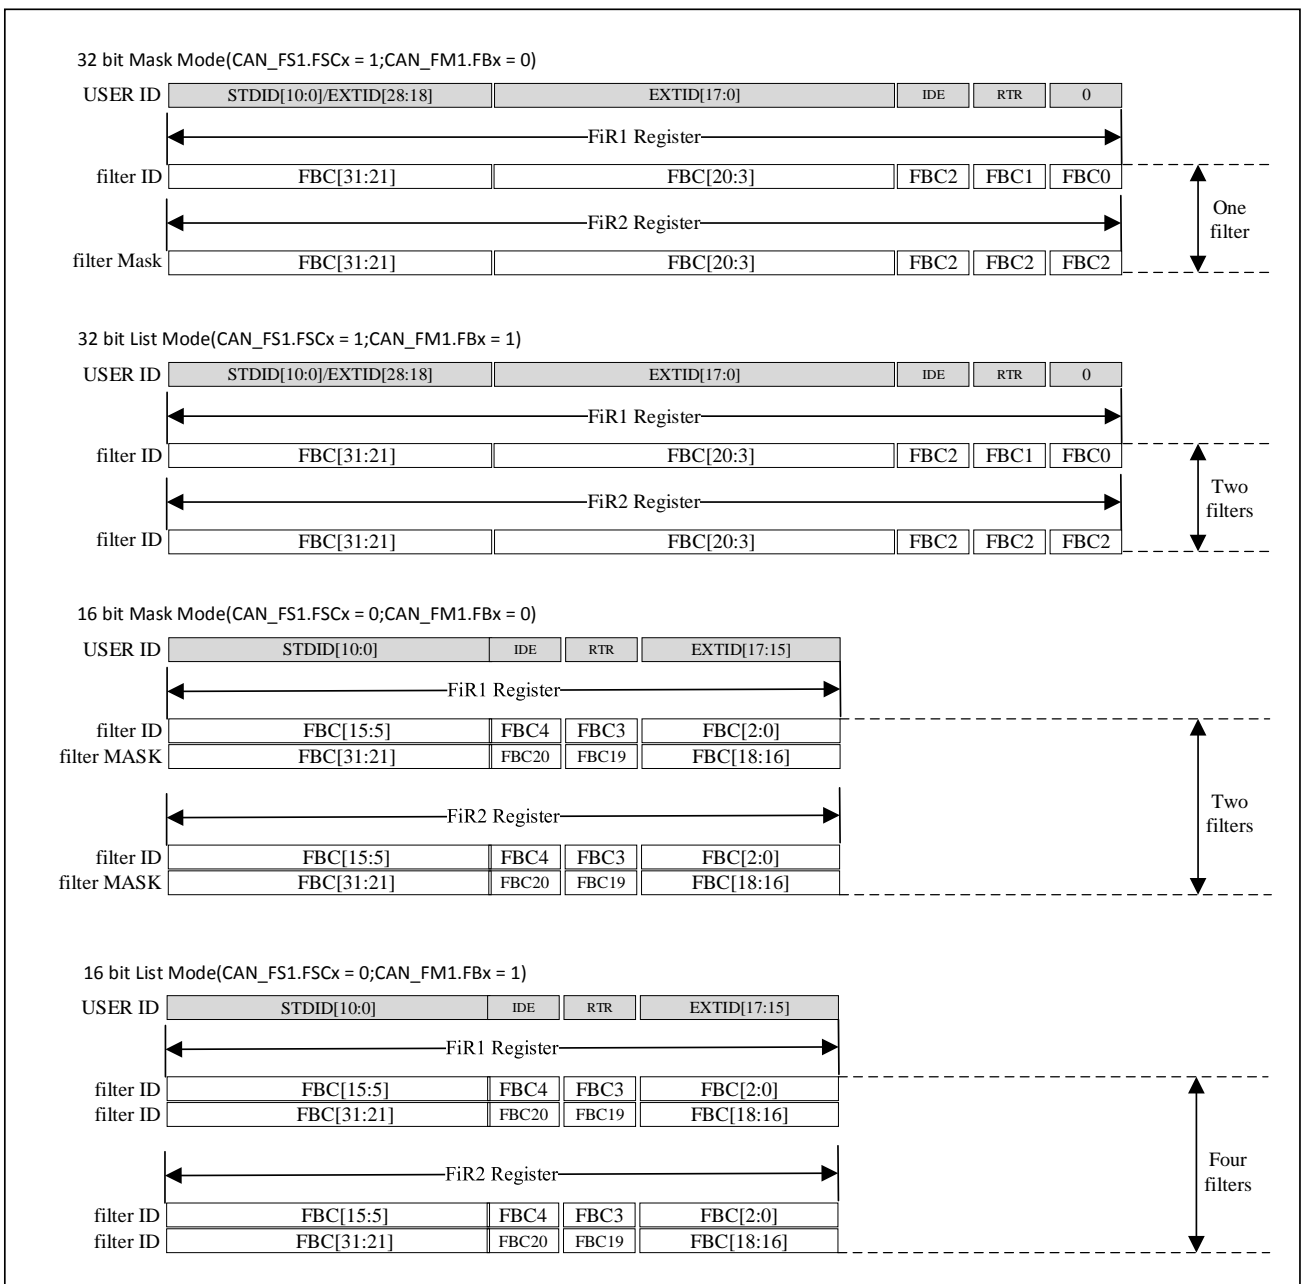 32 bit Mask Mode(CAN_FS1.FSCx = 1;CAN_FM1.FBx = 0)
USER ID STDID[10:0]/EXTID[28:18] EXTID[17:0] IDE RTR 0
FiR1 Register
filter ID FBC[31:21] FBC[20:3] FBC2 FBC1 FBC0
FiR2 Register
One
filter
filter Mask FBC[31:21] FBC[20:3] FBC2 FBC2 FBC2
32 bit List Mode(CAN_FS1.FSCx = 1;CAN_FM1.FBx = 1)
USER ID STDID[10:0]/EXTID[28:18] EXTID[17:0] IDE RTR 0
FiR1 Register
filter ID FBC[31:21] FBC[20:3] FBC2 FBC1 FBC0
FiR2 Register
Two
filters
filter ID FBC[31:21] FBC[20:3] FBC2 FBC2 FBC2
16 bit Mask Mode(CAN_FS1.FSCx = 0;CAN_FM1.FBx = 0)
USER ID STDID[10:0] IDE RTR EXTID[17:15]
FiR1 Register
filter ID FBC[15:5] FBC4 FBC3 FBC[2:0]
filter MASK FBC[31:21] FBC20 FBC19 FBC[18:16]
FiR2 Register
Two
filters
filter ID FBC[15:5] FBC4 FBC3 FBC[2:0]
filter MASK FBC[31:21] FBC20 FBC19 FBC[18:16]
16 bit List Mode(CAN_FS1.FSCx = 0;CAN_FM1.FBx = 1)
USER ID STDID[10:0] IDE RTR EXTID[17:15]
FiR1 Register
filter ID FBC[15:5] FBC4 FBC3 FBC[2:0]
filter ID FBC[31:21] FBC20 FBC19 FBC[18:16]
FiR2 Register
Four
filters
filter ID FBC[15:5] FBC4 FBC3 FBC[2:0]
filter ID FBC[31:21] FBC20 FBC19 FBC[18:16]